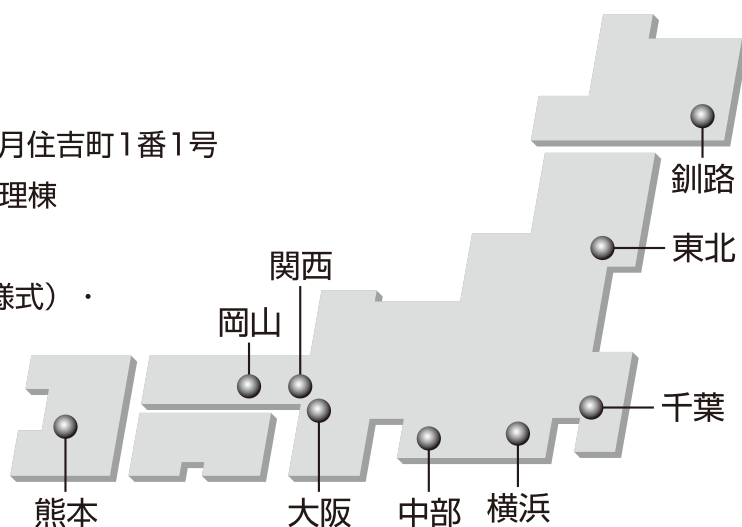 月住吉町1番1号
理棟
様式）・
釧路
東北
関西
岡山
千葉
熊本
大阪
中部
横浜